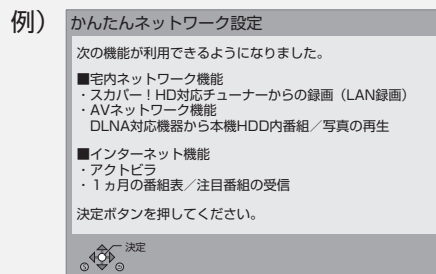 例）
かんたんネットワーク設定
次の機能が利用できるようになりました。
■宅内ネットワーク機能
・スカパー！HD対応チューナーからの録画（LAN録画）
・AVネットワーク機能
DLNA対応機器から本機HDD内番組／写真の再生
■インターネット機能
・アクトビラ
・１ヵ月の番組表／注目番組の受信
決定ボタンを押してください。
決定